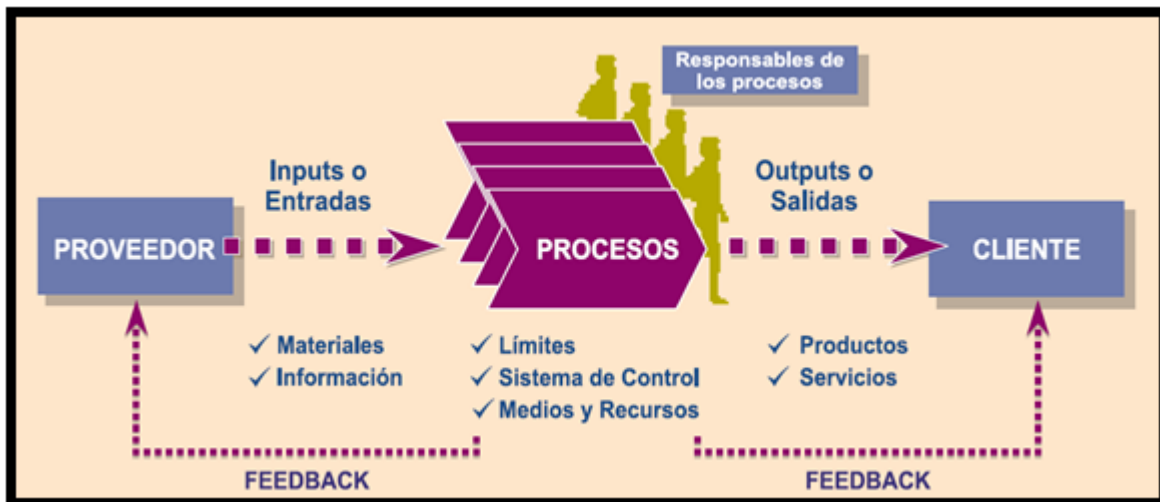 Responsables de
los procesos
Inputs o
Entradas
Outputs o
Salidas
PROVEEDOR
PROCESOS
CLIENTE
✓ Materiales
✓ Información
✓ Límites
✓ Sistema de Control
✓ Medios y Recursos
✓ Productos
✓ Servicios
FEEDBACK
FEEDBACK